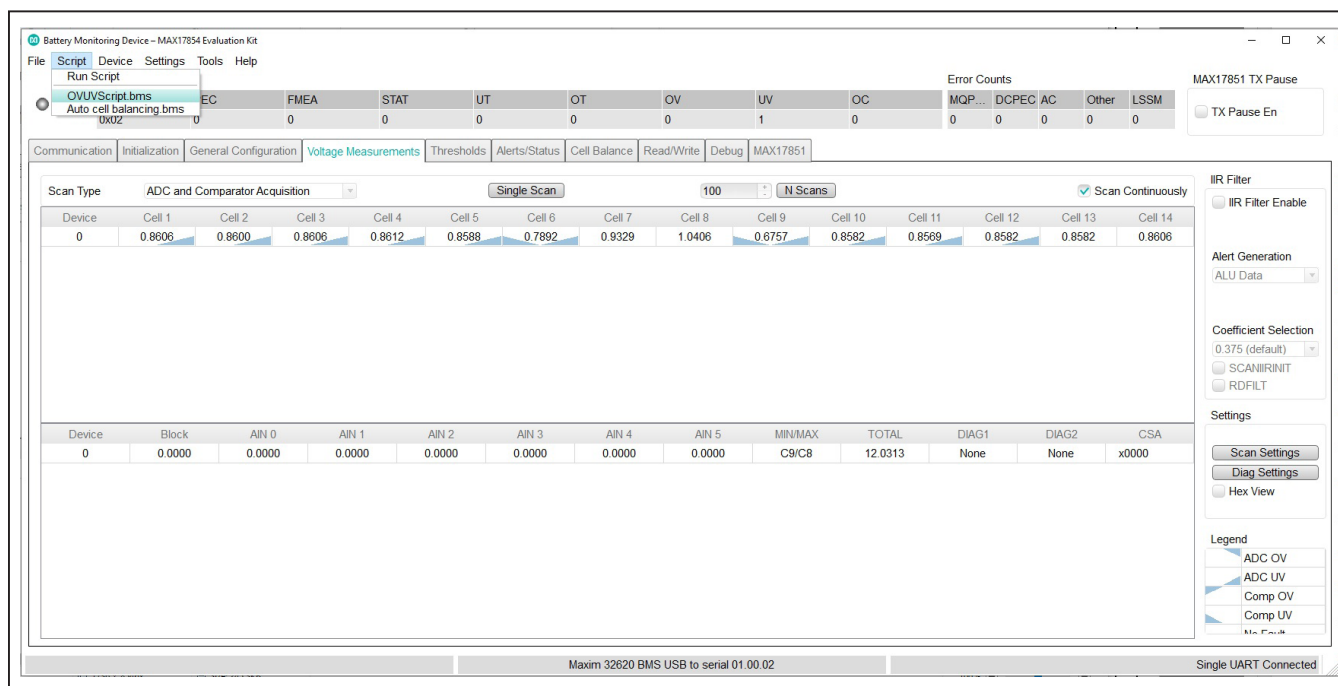 Battery Monitoring Device – MAX17854 Evaluation Kit
File Script Device Settings Tools Help
Run Script
OVUVScript.bms
Auto cell balancing.bms
Error Counts
MAX17851 TX Pause
EC FMEA STAT UT OT OV UV OC MQP... DCPEC AC Other LSSM
TX Pause En
0x02 0 0 0 0 0 0 1 0 0 0 0 0 0
Communication Initialization General Configuration Voltage Measurements Thresholds Alerts/Status Cell Balance Read/Write Debug MAX17851
Scan Type ADC and Comparator Acquisition Single Scan 100 N Scans Scan Continuously
Device Cell 1 Cell 2 Cell 3 Cell 4 Cell 5 Cell 6 Cell 7 Cell 8 Cell 9 Cell 10 Cell 11 Cell 12 Cell 13 Cell 14
0 0.8606 0.8600 0.8606 0.8612 0.8588 0.7892 0.9329 1.0406 0.6757 0.8582 0.8569 0.8582 0.8582 0.8606
Device Block AIN 0 AIN 1 AIN 2 AIN 3 AIN 4 AIN 5 MIN/MAX TOTAL DIAG1 DIAG2 CSA
0 0.0000 0.0000 0.0000 0.0000 0.0000 0.0000 0.0000 C9/C8 12.0313 None None x0000
IIR Filter
IIR Filter Enable
Alert Generation
ALU Data
Coefficient Selection
0.375 (default)
SCANIIRINIT
RDFILT
Settings
Scan Settings
Diag Settings
Hex View
Legend
ADC OV
ADC UV
Comp OV
Comp UV
No Fault
Maxim 32620 BMS USB to serial 01.00.02
Single UART Connected